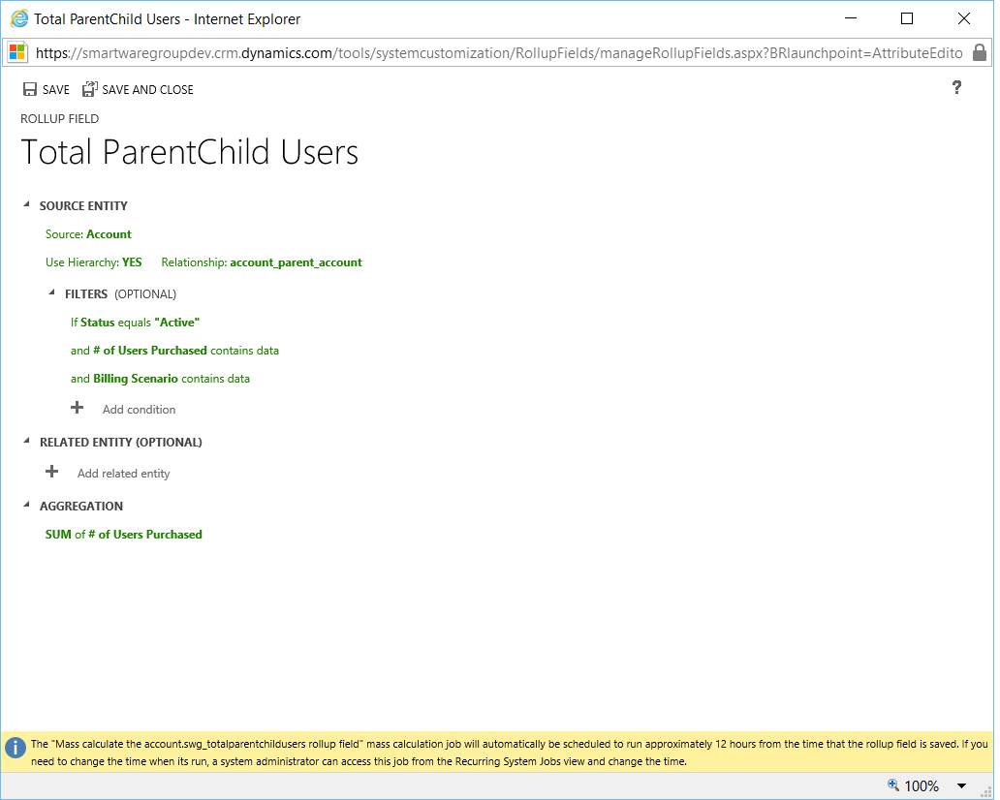 Total ParentChild Users - Internet Explorer
https://smartwaregroupdev.crm.dynamics.com/tools/systemcustomization/RollupFields/manageRollupFields.aspx?BRlaunchpoint=AttributeEdito
SAVE SAVE AND CLOSE ?
ROLLUP FIELD
Total ParentChild Users
SOURCE ENTITY
Source: Account
Use Hierarchy: YES Relationship: account_parent_account
FILTERS (OPTIONAL)
If Status equals "Active"
and # of Users Purchased contains data
and Billing Scenario contains data
Add condition
RELATED ENTITY (OPTIONAL)
Add related entity
AGGREGATION
SUM of # of Users Purchased
The "Mass calculate the account.swg_totalparentchildusers rollup field" mass calculation job will automatically be scheduled to run approximately 12 hours from the time that the rollup field is saved. If you
need to change the time when its run, a system administrator can access this job from the Recurring System Jobs view and change the time.
100%